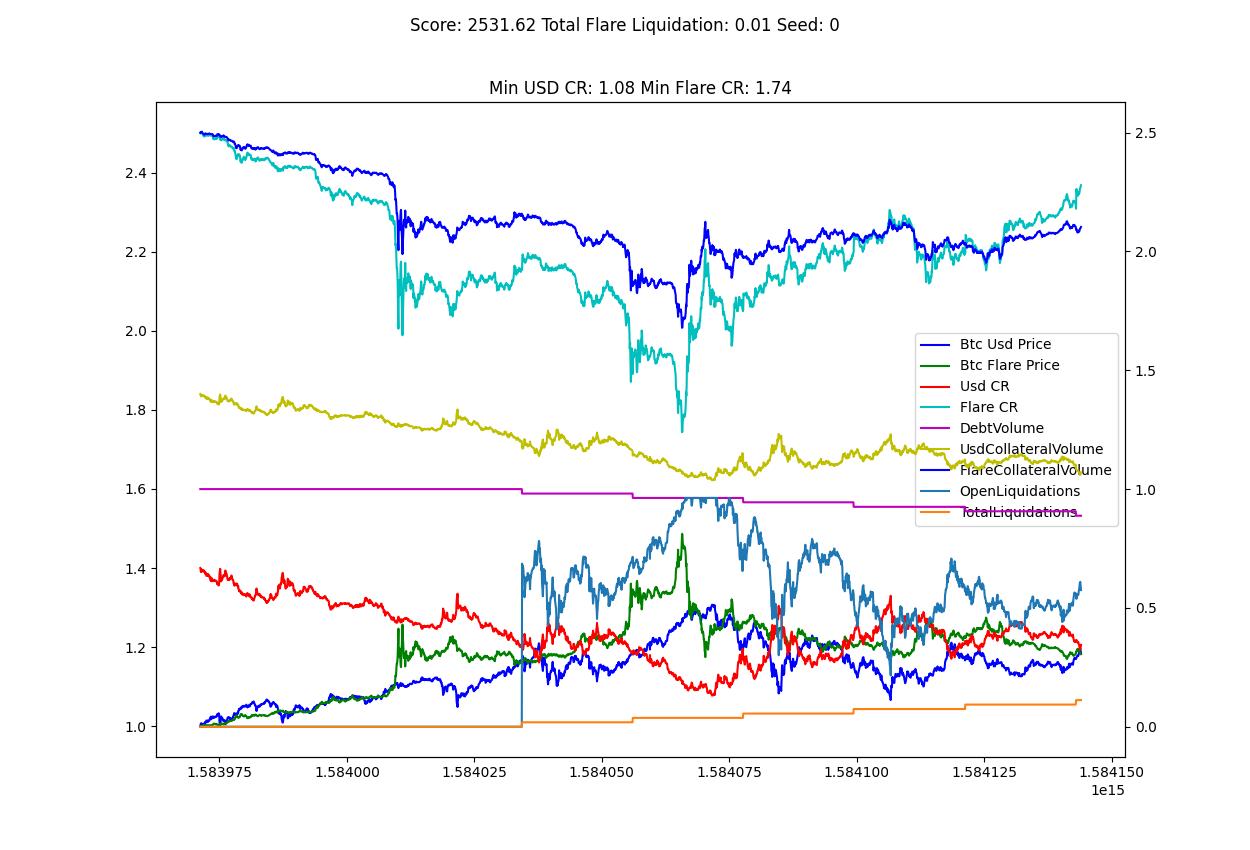 Score: 2531.62 Total Flare Liquidation: 0.01 Seed: 0
Min USD CR: 1.08 Min Flare CR: 1.74
2.4
2.2
2.0
1.8
1.6
1.4
1.2
1.0
2.5
2.0
1.5
1.0
0.5
0.0
Btc Usd Price
Btc Flare Price
Usd CR
Flare CR
DebtVolume
UsdCollateralVolume
FlareCollateralVolume
OpenLiquidations
TotalLiquidations
1.583975 1.584000 1.584025 1.584050 1.584075 1.584100 1.584125 1.584150
1e15